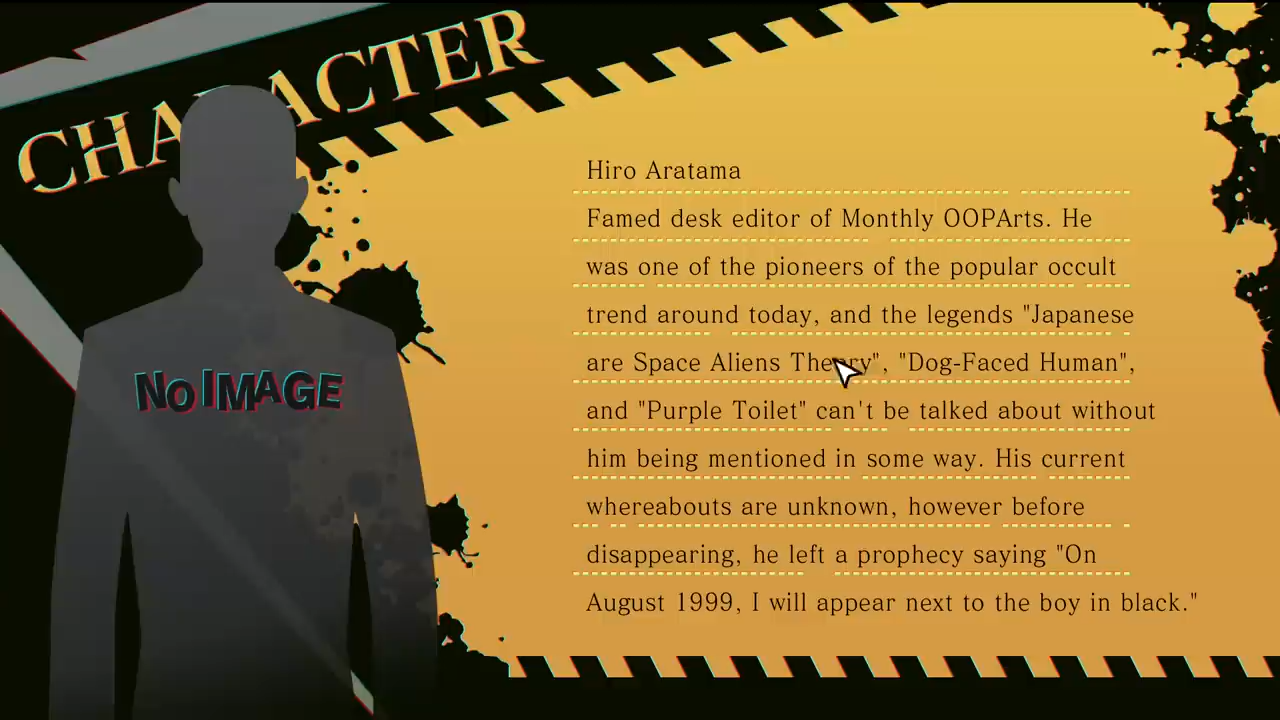 CHARACTER
No IMAGE
Hiro Aratama
Famed desk editor of Monthly OOPArts. He
was one of the pioneers of the popular occult
trend around today, and the legends "Japanese
are Space Aliens Theory", "Dog-Faced Human",
and "Purple Toilet" can't be talked about without
him being mentioned in some way. His current
whereabouts are unknown, however before
disappearing, he left a prophecy saying "On
August 1999, I will appear next to the boy in black."